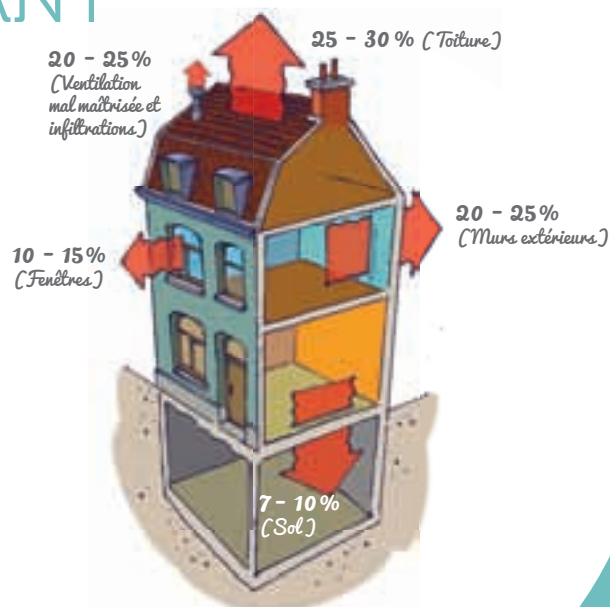 ANT
25 - 30 % (Toiture)
20 - 25%
(Ventilation
mal maîtrisée et
infiltrations)
20 - 25%
(Murs extérieurs)
10 - 15%
(Fenêtres)
7 - 10%
(Sol)